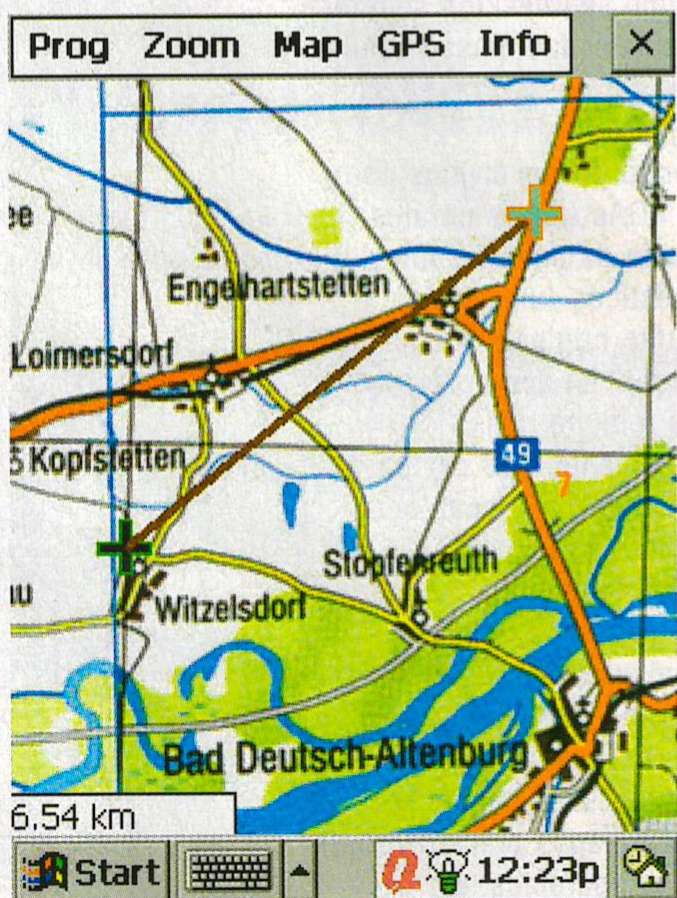 Prog Zoom Map GPS Info X
ee
Engelhartstetten
Loimersdorf
Kopfstetten
49
7
Stopfenreuth
au
Witzelsdorf
Bad Deutsch-Altenburg
6.54 km
Start 12:23p